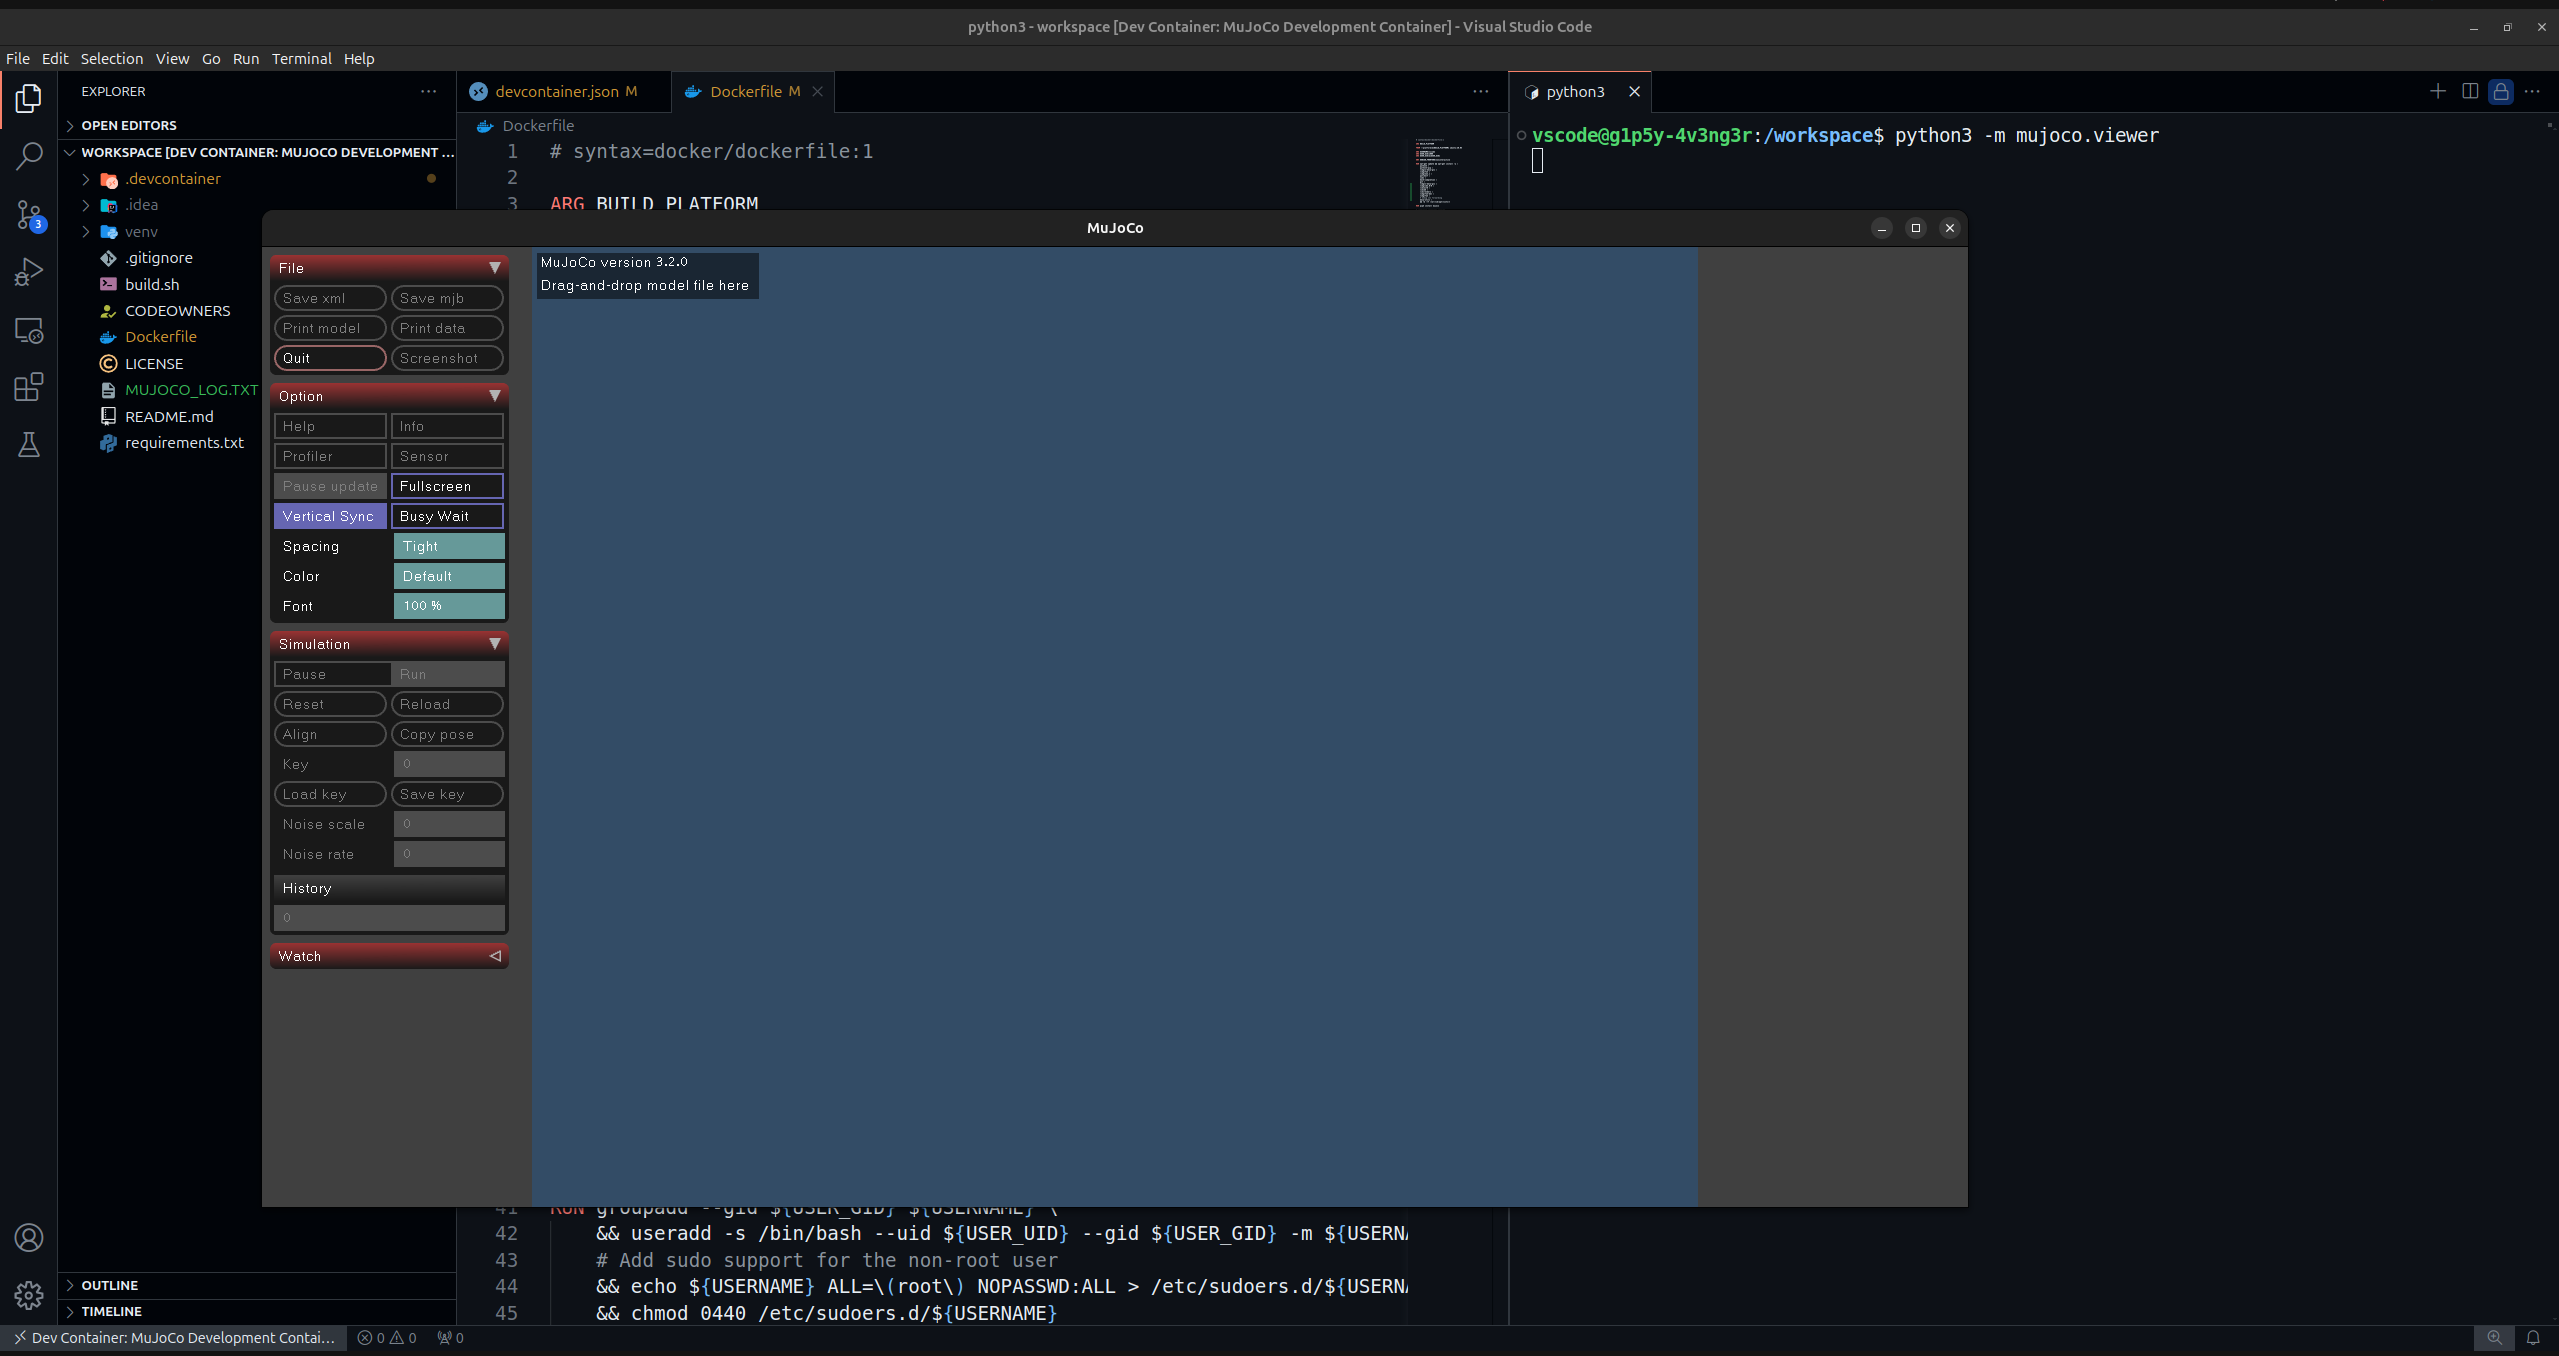 python3 - workspace [Dev Container: MuJoCo Development Container] - Visual Studio Code
File Edit Selection View Go Run Terminal Help
EXPLORER
OPEN EDITORS
WORKSPACE [DEV CONTAINER: MUJOCO DEVELOPMENT ...
.devcontainer
.idea
venv
.gitignore
build.sh
CODEOWNERS
Dockerfile
LICENSE
MUJOCO_LOG.TXT
README.md
requirements.txt
OUTLINE
TIMELINE
3
devcontainer.json M
Dockerfile M
Dockerfile
1 # syntax=docker/dockerfile:1
2
3 ARG BUILD_PLATFORM
python3
vscode@g1p5y-4v3ng3r:/workspace$ python3 -m mujoco.viewer
MuJoCo
File
Save xml Save mjb
Print model Print data
Quit Screenshot
Option
Help Info
Profiler Sensor
Pause update Fullscreen
Vertical Sync Busy Wait
Spacing Tight
Color Default
Font 100 %
Simulation
Pause Run
Reset Reload
Align Copy pose
Key 0
Load key Save key
Noise scale 0
Noise rate 0
History
0
Watch
MuJoCo version 3.2.0
Drag-and-drop model file here
41 RUN groupadd --gid ${USER_GID} ${USERNAME} \
42 && useradd -s /bin/bash --uid ${USER_UID} --gid ${USER_GID} -m ${USERN
43 # Add sudo support for the non-root user
44 && echo ${USERNAME} ALL=\(root\) NOPASSWD:ALL > /etc/sudoers.d/${USERN
45 && chmod 0440 /etc/sudoers.d/${USERNAME}
Dev Container: MuJoCo Development Contai... 0 0 0